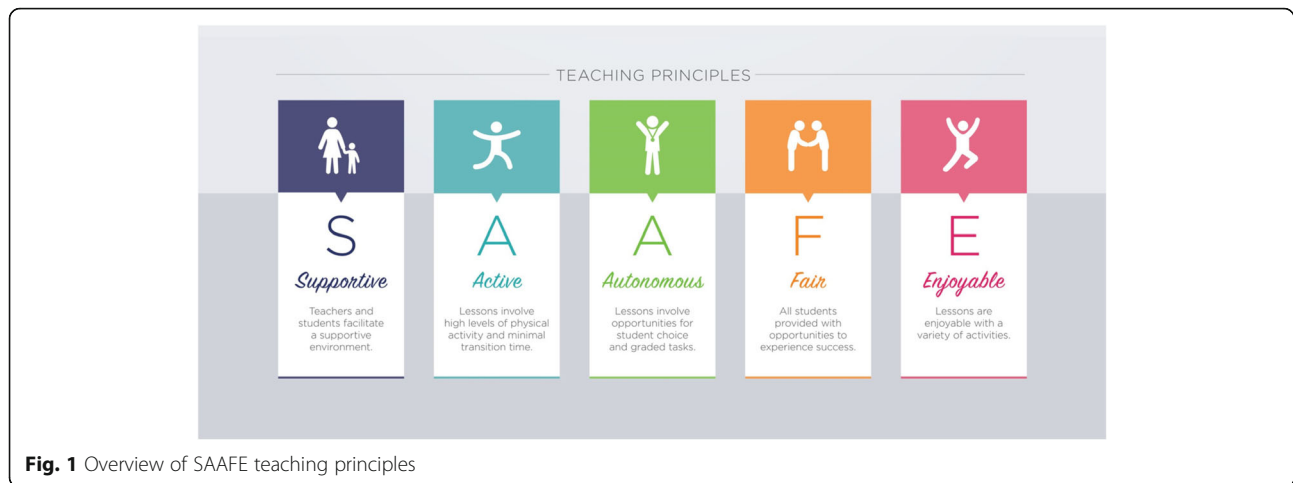 TEACHING PRINCIPLES
S
Supportive
Teachers and
students facilitate
a supportive
environment.
A
Active
Lessons involve
high levels of physical
activity and minimal
transition time.
A
Autonomous
Lessons involve
opportunities for
student choice
and graded tasks.
F
Fair
All students
provided with
opportunities to
experience success.
E
Enjoyable
Lessons are
enjoyable with a
variety of activities.
Fig. 1 Overview of SAAFE teaching principles